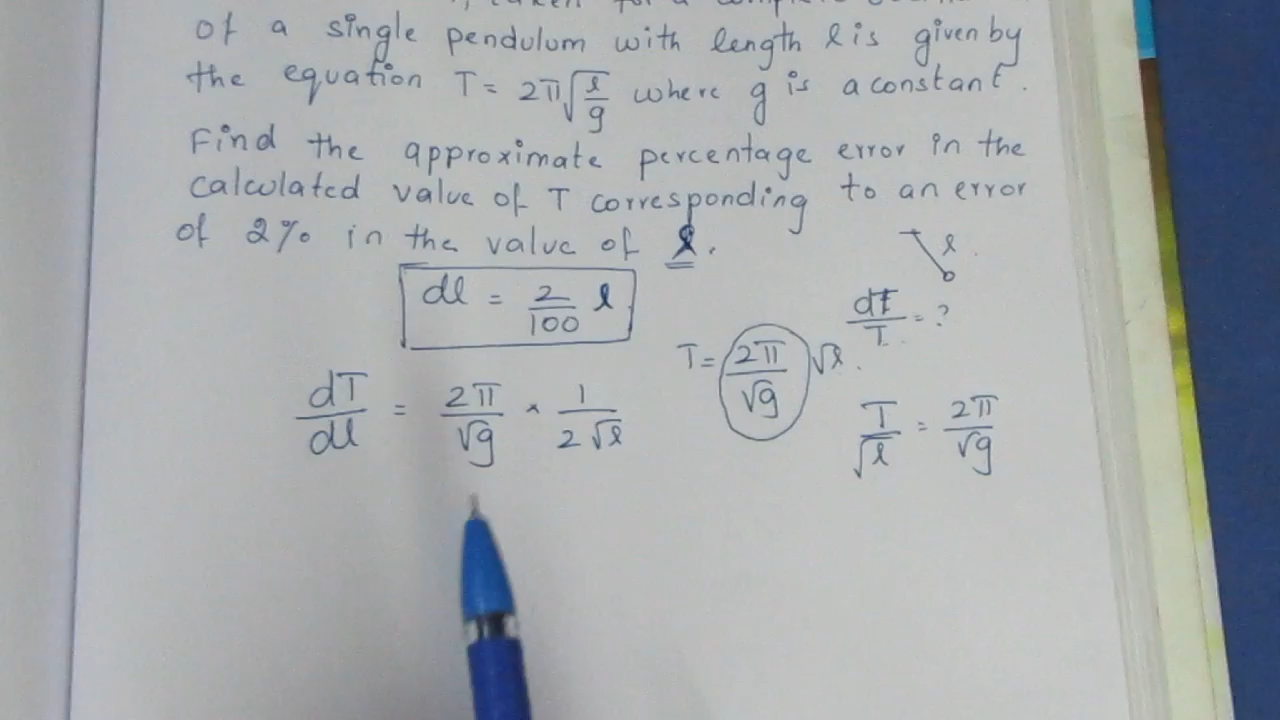 of a single pendulum with length l is given by
the equation T = 2π√(l/g) where g is a constant.
Find the approximate percentage error in the
calculated value of T corresponding to an error
of 2% in the value of l.
l
dl = 2/100 l
dT/T = ?
T = 2π/√g √l.
dT/dl = 2π/√g × 1/2√l
T/√l = 2π/√g